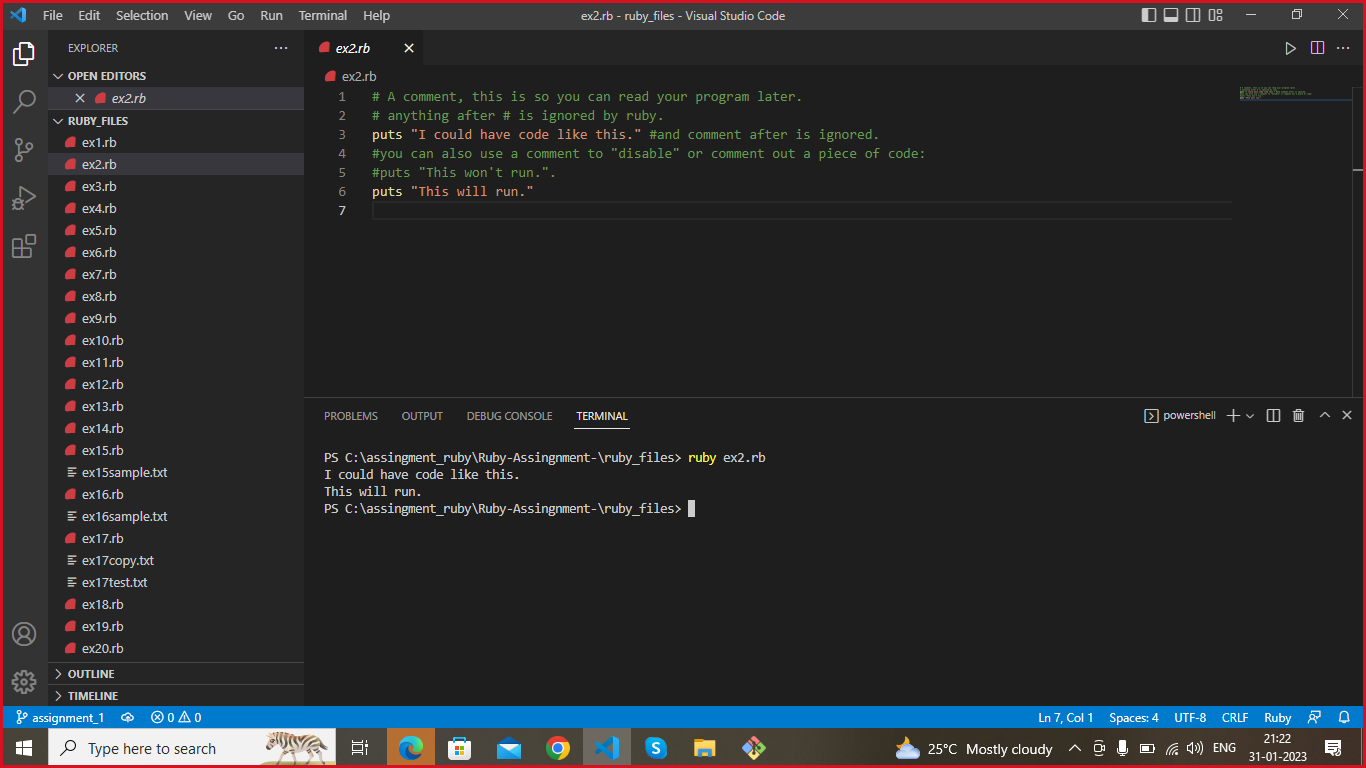 File Edit Selection View Go Run Terminal Help
ex2.rb - ruby_files - Visual Studio Code
EXPLORER
OPEN EDITORS
ex2.rb
RUBY_FILES
ex1.rb
ex2.rb
ex3.rb
ex4.rb
ex5.rb
ex6.rb
ex7.rb
ex8.rb
ex9.rb
ex10.rb
ex11.rb
ex12.rb
ex13.rb
ex14.rb
ex15.rb
ex15sample.txt
ex16.rb
ex16sample.txt
ex17.rb
ex17copy.txt
ex17test.txt
ex18.rb
ex19.rb
ex20.rb
OUTLINE
TIMELINE
ex2.rb
ex2.rb
1 # A comment, this is so you can read your program later.
2 # anything after # is ignored by ruby.
3 puts "I could have code like this." #and comment after is ignored.
4 #you can also use a comment to "disable" or comment out a piece of code:
5 #puts "This won't run.".
6 puts "This will run."
7
PROBLEMS OUTPUT DEBUG CONSOLE TERMINAL
powershell
PS C:\assingment_ruby\Ruby-Assingnment-\ruby_files> ruby ex2.rb
I could have code like this.
This will run.
PS C:\assingment_ruby\Ruby-Assingnment-\ruby_files>
assignment_1 0 0
Ln 7, Col 1 Spaces: 4 UTF-8 CRLF Ruby
Type here to search
25°C Mostly cloudy
ENG
21:22
31-01-2023